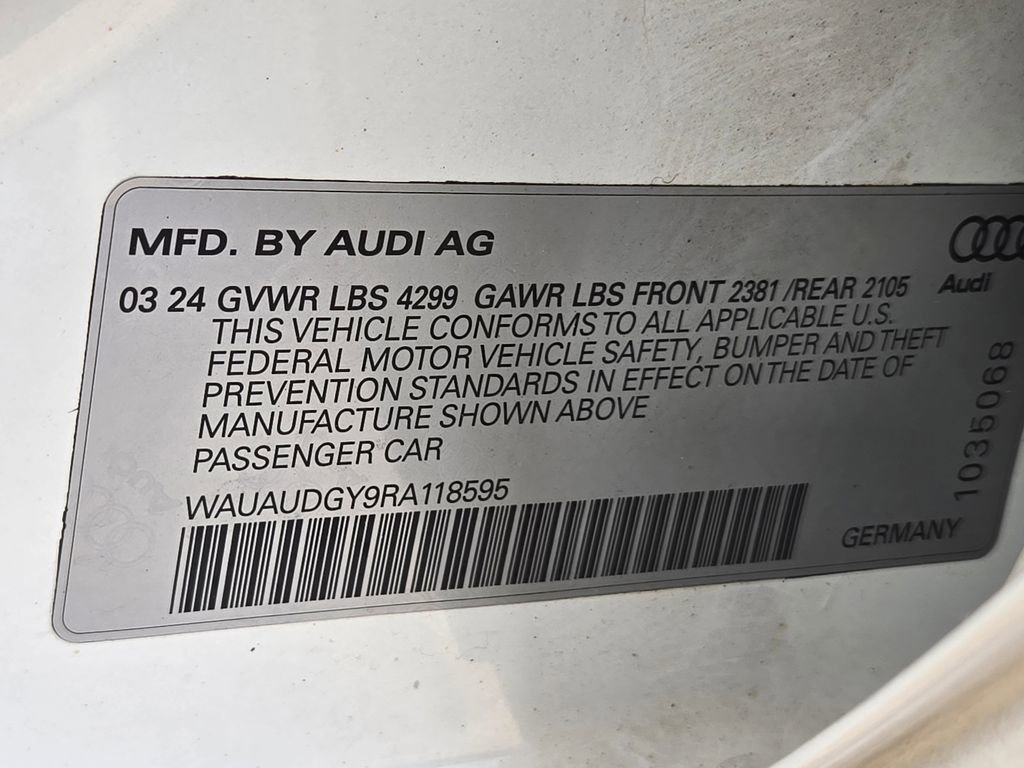 MFD. BY AUDI AG
03 24 GVWR LBS 4299 GAWR LBS FRONT 2381 /REAR 2105
THIS VEHICLE CONFORMS TO ALL APPLICABLE U.S.
FEDERAL MOTOR VEHICLE SAFETY, BUMPER AND THEFT
PREVENTION STANDARDS IN EFFECT ON THE DATE OF
MANUFACTURE SHOWN ABOVE
PASSENGER CAR
WAUAUDGY9RA118595
Audi
1035068
GERMANY